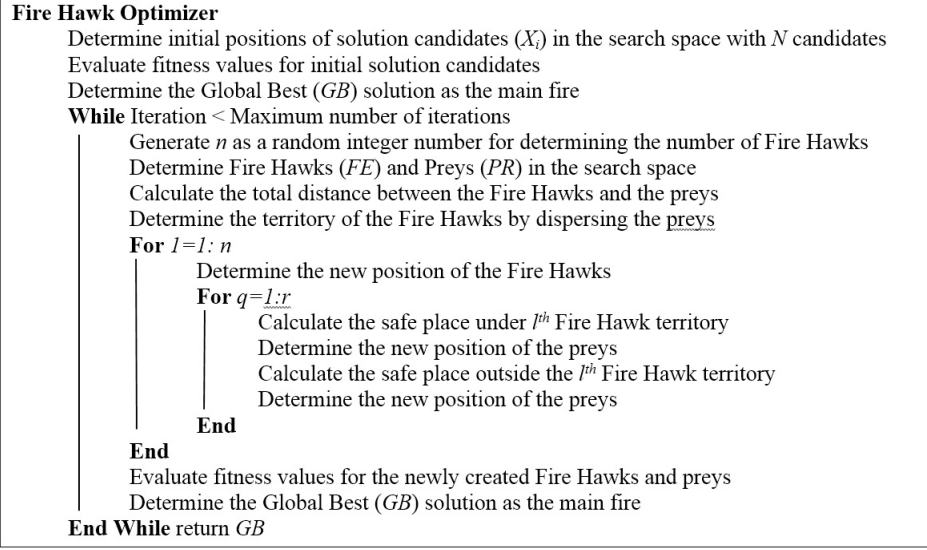 Fire Hawk Optimizer
Determine initial positions of solution candidates (Xi) in the search space with N candidates
Evaluate fitness values for initial solution candidates
Determine the Global Best (GB) solution as the main fire
While Iteration < Maximum number of iterations
Generate n as a random integer number for determining the number of Fire Hawks
Determine Fire Hawks (FE) and Preys (PR) in the search space
Calculate the total distance between the Fire Hawks and the preys
Determine the territory of the Fire Hawks by dispersing the preys
For 1=1: n
Determine the new position of the Fire Hawks
For q=1:r
Calculate the safe place under lth Fire Hawk territory
Determine the new position of the preys
Calculate the safe place outside the lth Fire Hawk territory
Determine the new position of the preys
End
End
Evaluate fitness values for the newly created Fire Hawks and preys
Determine the Global Best (GB) solution as the main fire
End While return GB